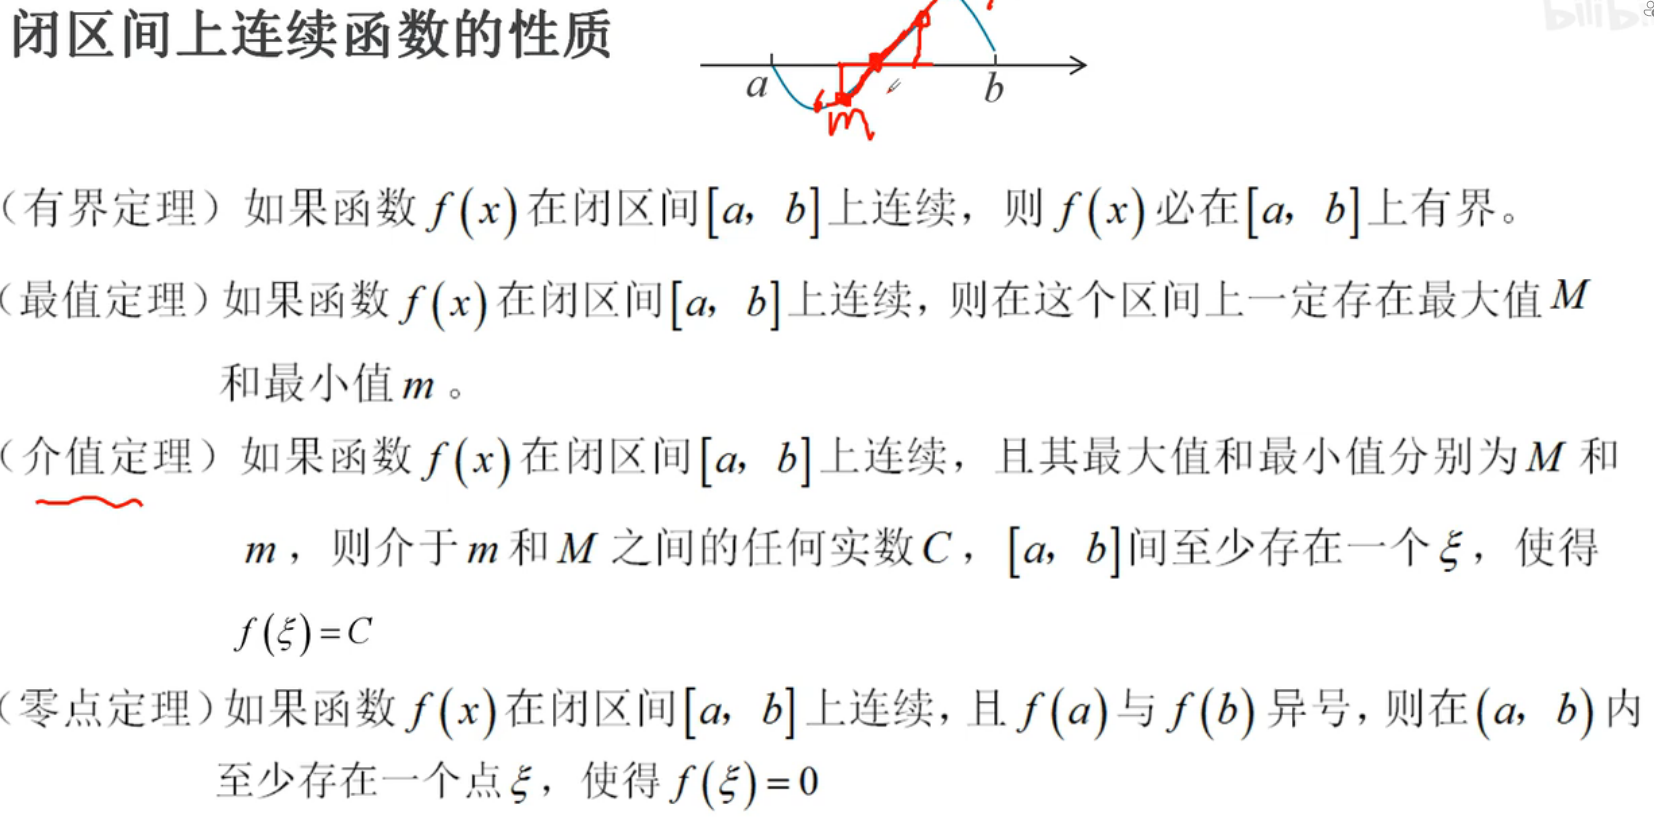 闭区间上连续函数的性质
bilib
a
b
m
（有界定理）如果函数 f(x) 在闭区间[a，b]上连续，则 f(x) 必在[a，b]上有界。
（最值定理）如果函数 f(x) 在闭区间[a，b]上连续，则在这个区间上一定存在最大值 M
和最小值 m 。
（介值定理）如果函数 f(x) 在闭区间[a，b]上连续，且其最大值和最小值分别为 M 和
m ，则介于 m 和 M 之间的任何实数 C ，[a，b]间至少存在一个 ξ ，使得
f(ξ)=C
（零点定理）如果函数 f(x) 在闭区间[a，b]上连续，且 f(a) 与 f(b) 异号，则在(a，b)内
至少存在一个点 ξ ，使得 f(ξ)=0